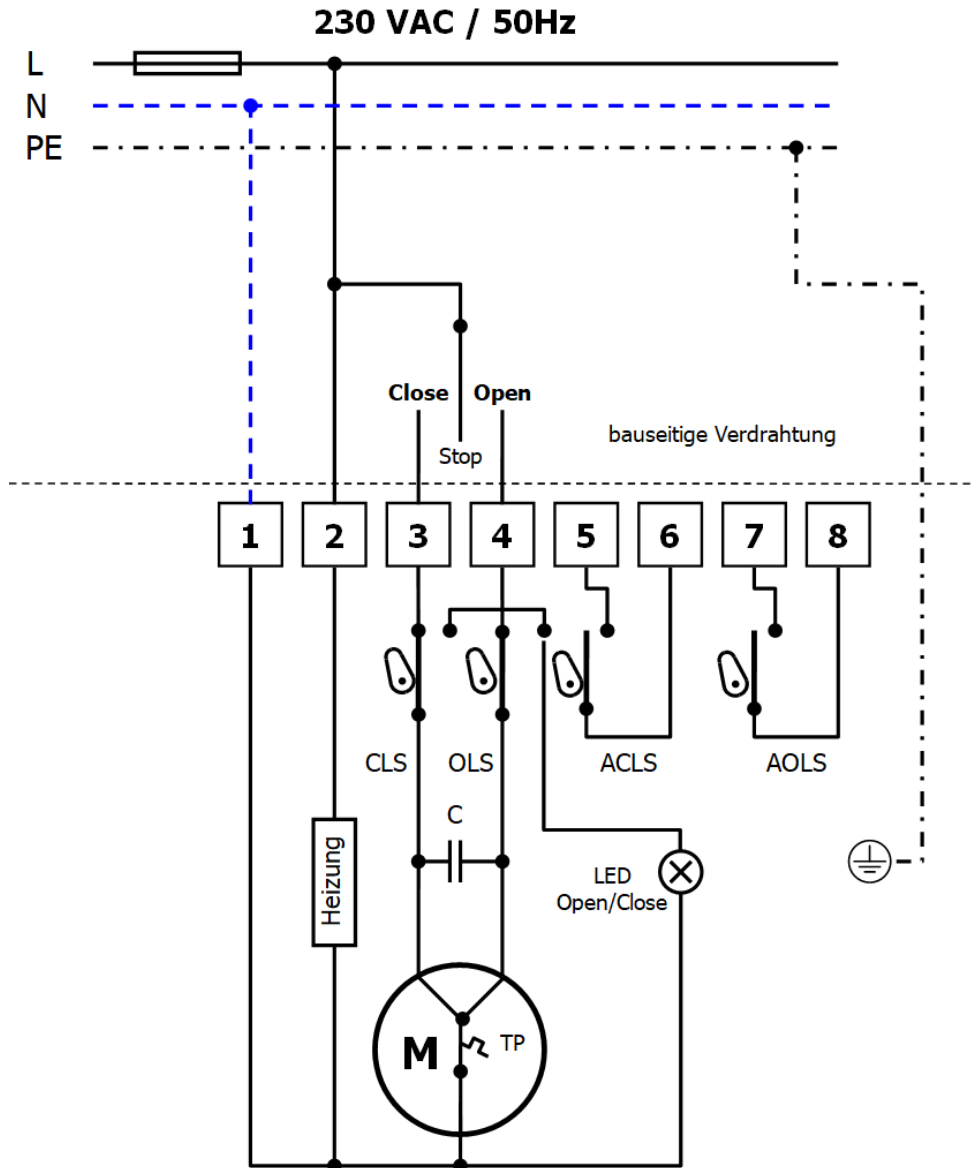 230 VAC / 50Hz
L
N
PE
Close Open
Stop
bauseitige Verdrahtung
1 2 3 4 5 6 7 8
CLS OLS ACLS AOLS
C
Heizung
LED
Open/Close
M TP